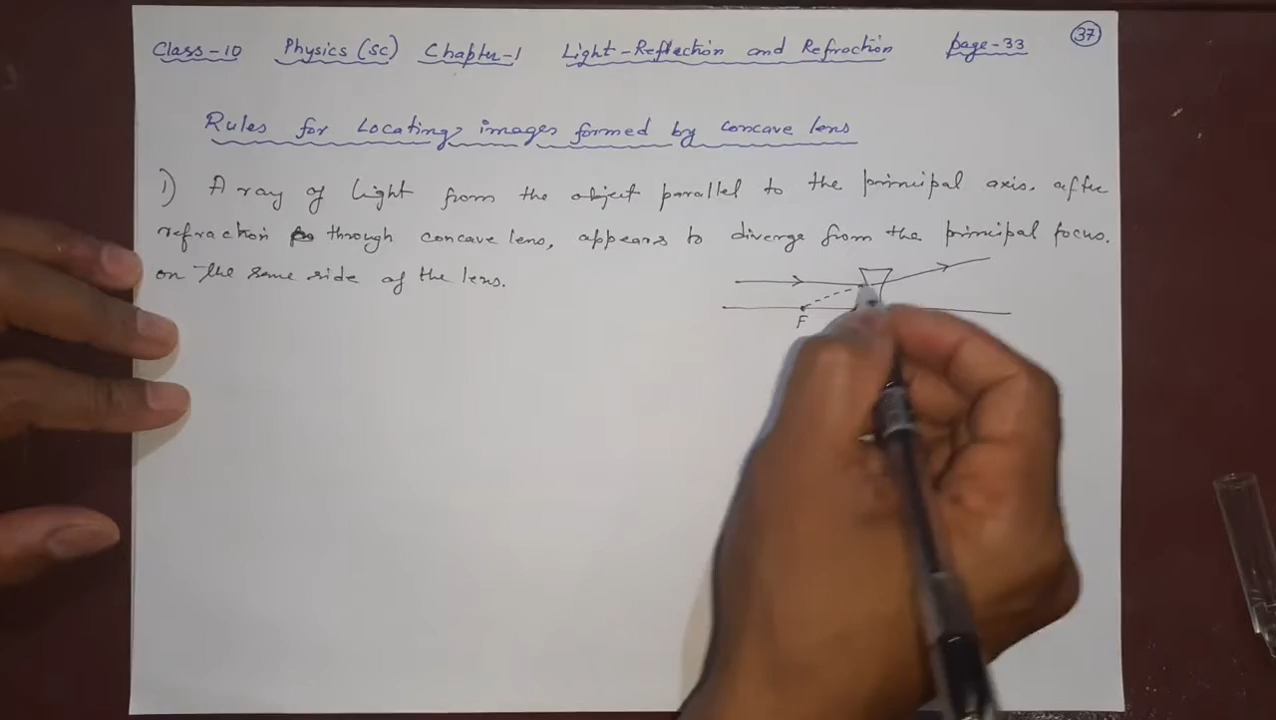 Class-10 Physics (SC) Chapter-1 Light-Reflection and Refraction page-33 37
Rules for Locating images formed by concave lens
1) A ray of light from the object parallel to the principal axis. after
refraction through concave lens, appears to diverge from the principal focus.
on the same side of the lens.
F